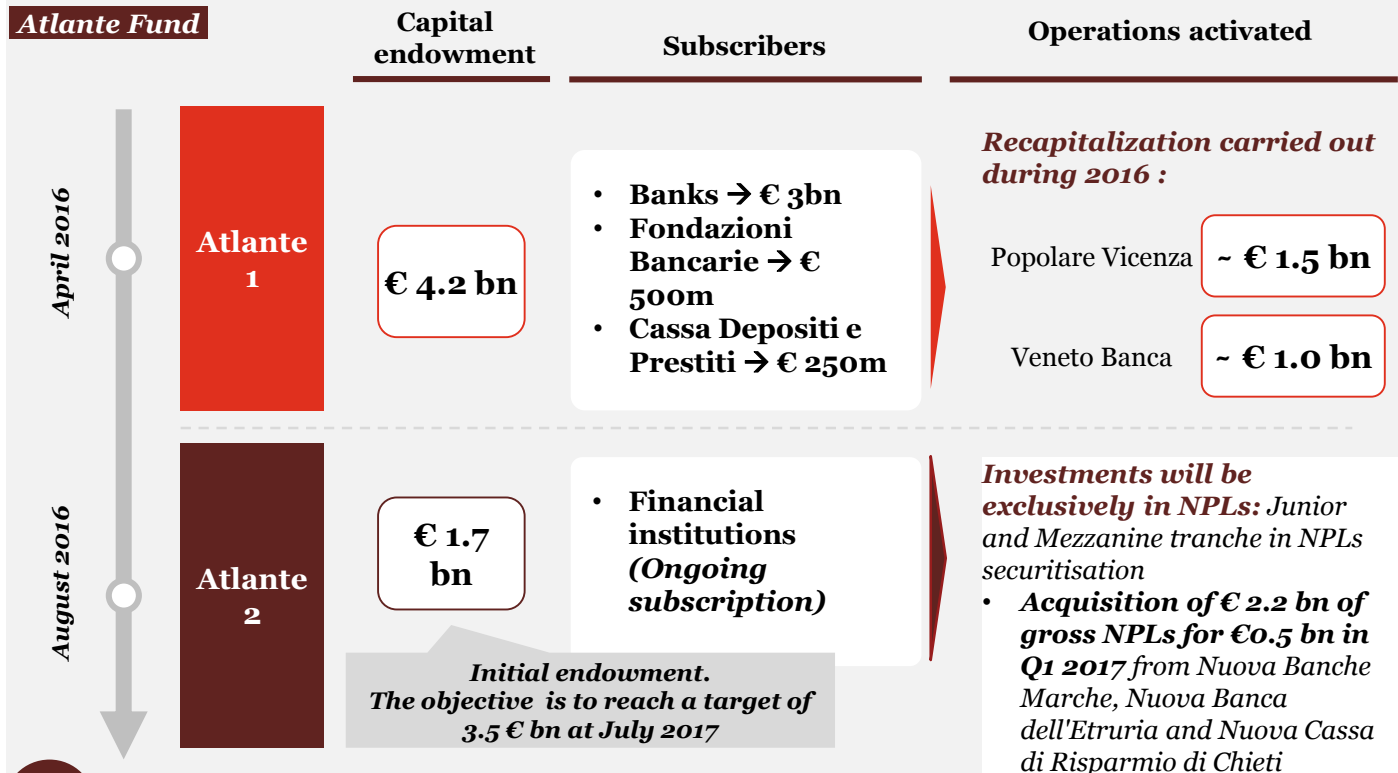 Atlante Fund
Capital
endowment
Subscribers
Operations activated
April 2016
Atlante
1
€ 4.2 bn
• Banks → € 3bn
• Fondazioni
Bancarie → €
500m
• Cassa Depositi e
Prestiti → € 250m
Recapitalization carried out
during 2016 :
Popolare Vicenza
~ € 1.5 bn
Veneto Banca
~ € 1.0 bn
August 2016
Atlante
2
€ 1.7
bn
Initial endowment.
The objective is to reach a target of
3.5 € bn at July 2017
• Financial
institutions
(Ongoing
subscription)
Investments will be
exclusively in NPLs: Junior
and Mezzanine tranche in NPLs
securitisation
• Acquisition of € 2.2 bn of
gross NPLs for €0.5 bn in
Q1 2017 from Nuova Banche
Marche, Nuova Banca
dell'Etruria and Nuova Cassa
di Risparmio di Chieti